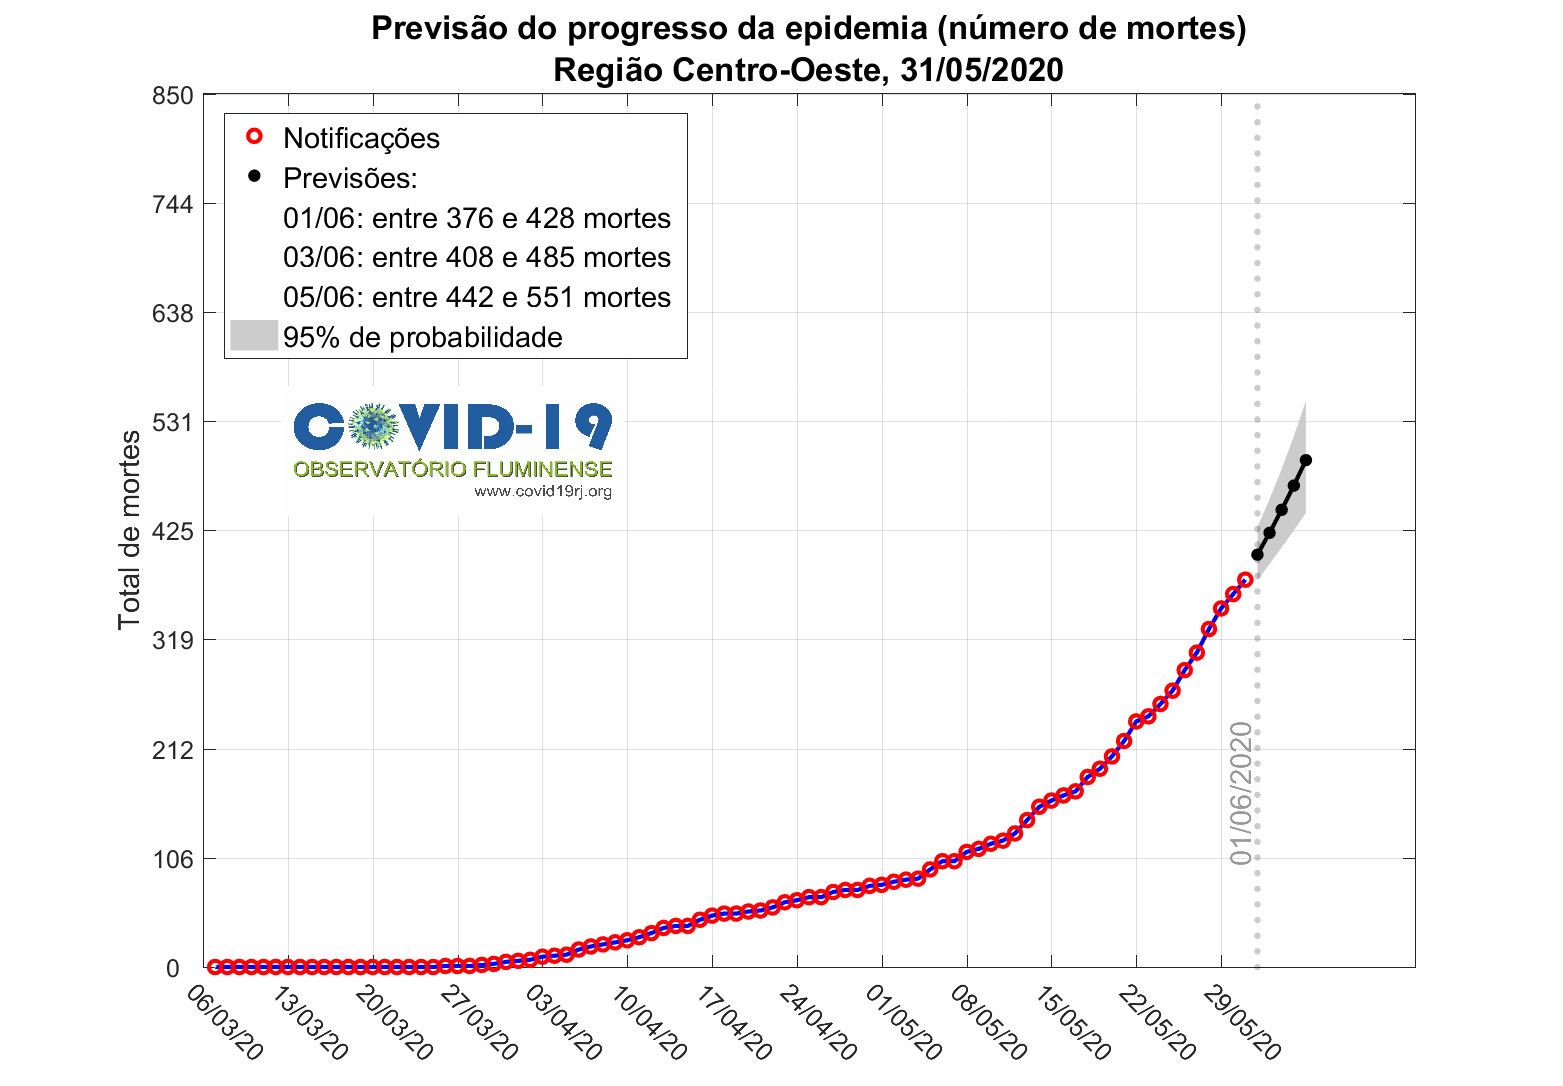 Previsão do progresso da epidemia (número de mortes)
Região Centro-Oeste, 31/05/2020
850
744
638
531
425
319
212
106
0
Total de mortes
Notificações
Previsões:
01/06: entre 376 e 428 mortes
03/06: entre 408 e 485 mortes
05/06: entre 442 e 551 mortes
95% de probabilidade
COVID-19
OBSERVATÓRIO FLUMINENSE
www.covid19rj.org
01/06/2020
06/03/20
13/03/20
20/03/20
27/03/20
03/04/20
10/04/20
17/04/20
24/04/20
01/05/20
08/05/20
15/05/20
22/05/20
29/05/20